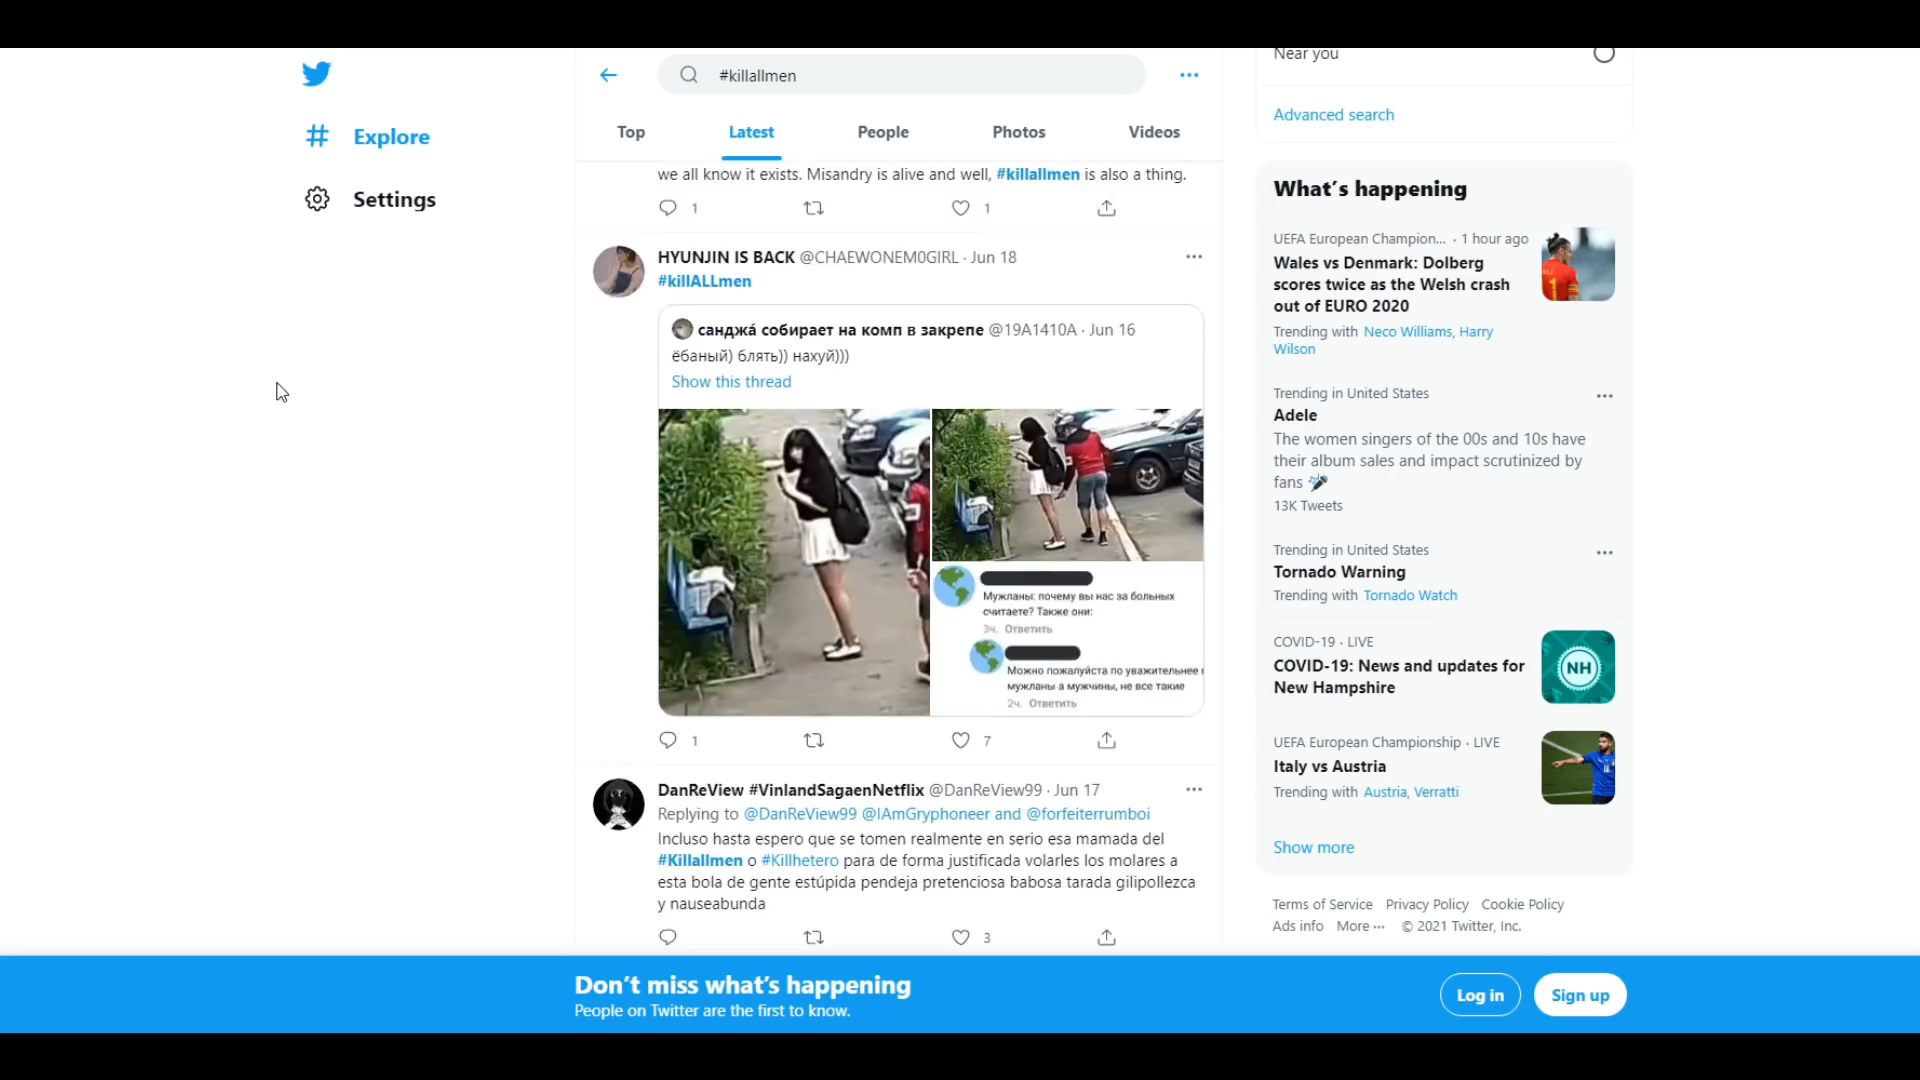 #killallmen
Explore
Settings
Top
Latest
People
Photos
Videos
we all know it exists. Misandry is alive and well, #killallmen is also a thing.
1
1
HYUNJIN IS BACK @CHAEWONEM0GIRL · Jun 18
#killALLmen
санджа́ собирает на комп в закрепе @19A1410A · Jun 16
ёбаный) блять)) нахуй)))
Show this thread
Мужланы: почему вы нас за больных
считаете? Также они:
3ч. Ответить
Можно пожалуйста по уважительнее
мужланы а мужчины, не все такие
2ч. Ответить
1
7
DanReView #VinlandSagaenNetflix @DanReView99 · Jun 17
Replying to @DanReView99 @IAmGryphoneer and @forfeiterrumboi
Incluso hasta espero que se tomen realmente en serio esa mamada del
#Killallmen o #Killhetero para de forma justificada volarles los molares a
esta bola de gente estúpida pendeja pretenciosa babosa tarada gilipollezca
y nauseabunda
3
Near you
Advanced search
What's happening
UEFA European Champion... · 1 hour ago
Wales vs Denmark: Dolberg
scores twice as the Welsh crash
out of EURO 2020
Trending with Neco Williams, Harry
Wilson
Trending in United States
Adele
The women singers of the 00s and 10s have
their album sales and impact scrutinized by
fans 🎤
13K Tweets
Trending in United States
Tornado Warning
Trending with Tornado Watch
COVID-19 · LIVE
COVID-19: News and updates for
New Hampshire
NH
UEFA European Championship · LIVE
Italy vs Austria
Trending with Austria, Verratti
Show more
Terms of Service Privacy Policy Cookie Policy
Ads info More ··· © 2021 Twitter, Inc.
Don't miss what's happening
People on Twitter are the first to know.
Log in
Sign up